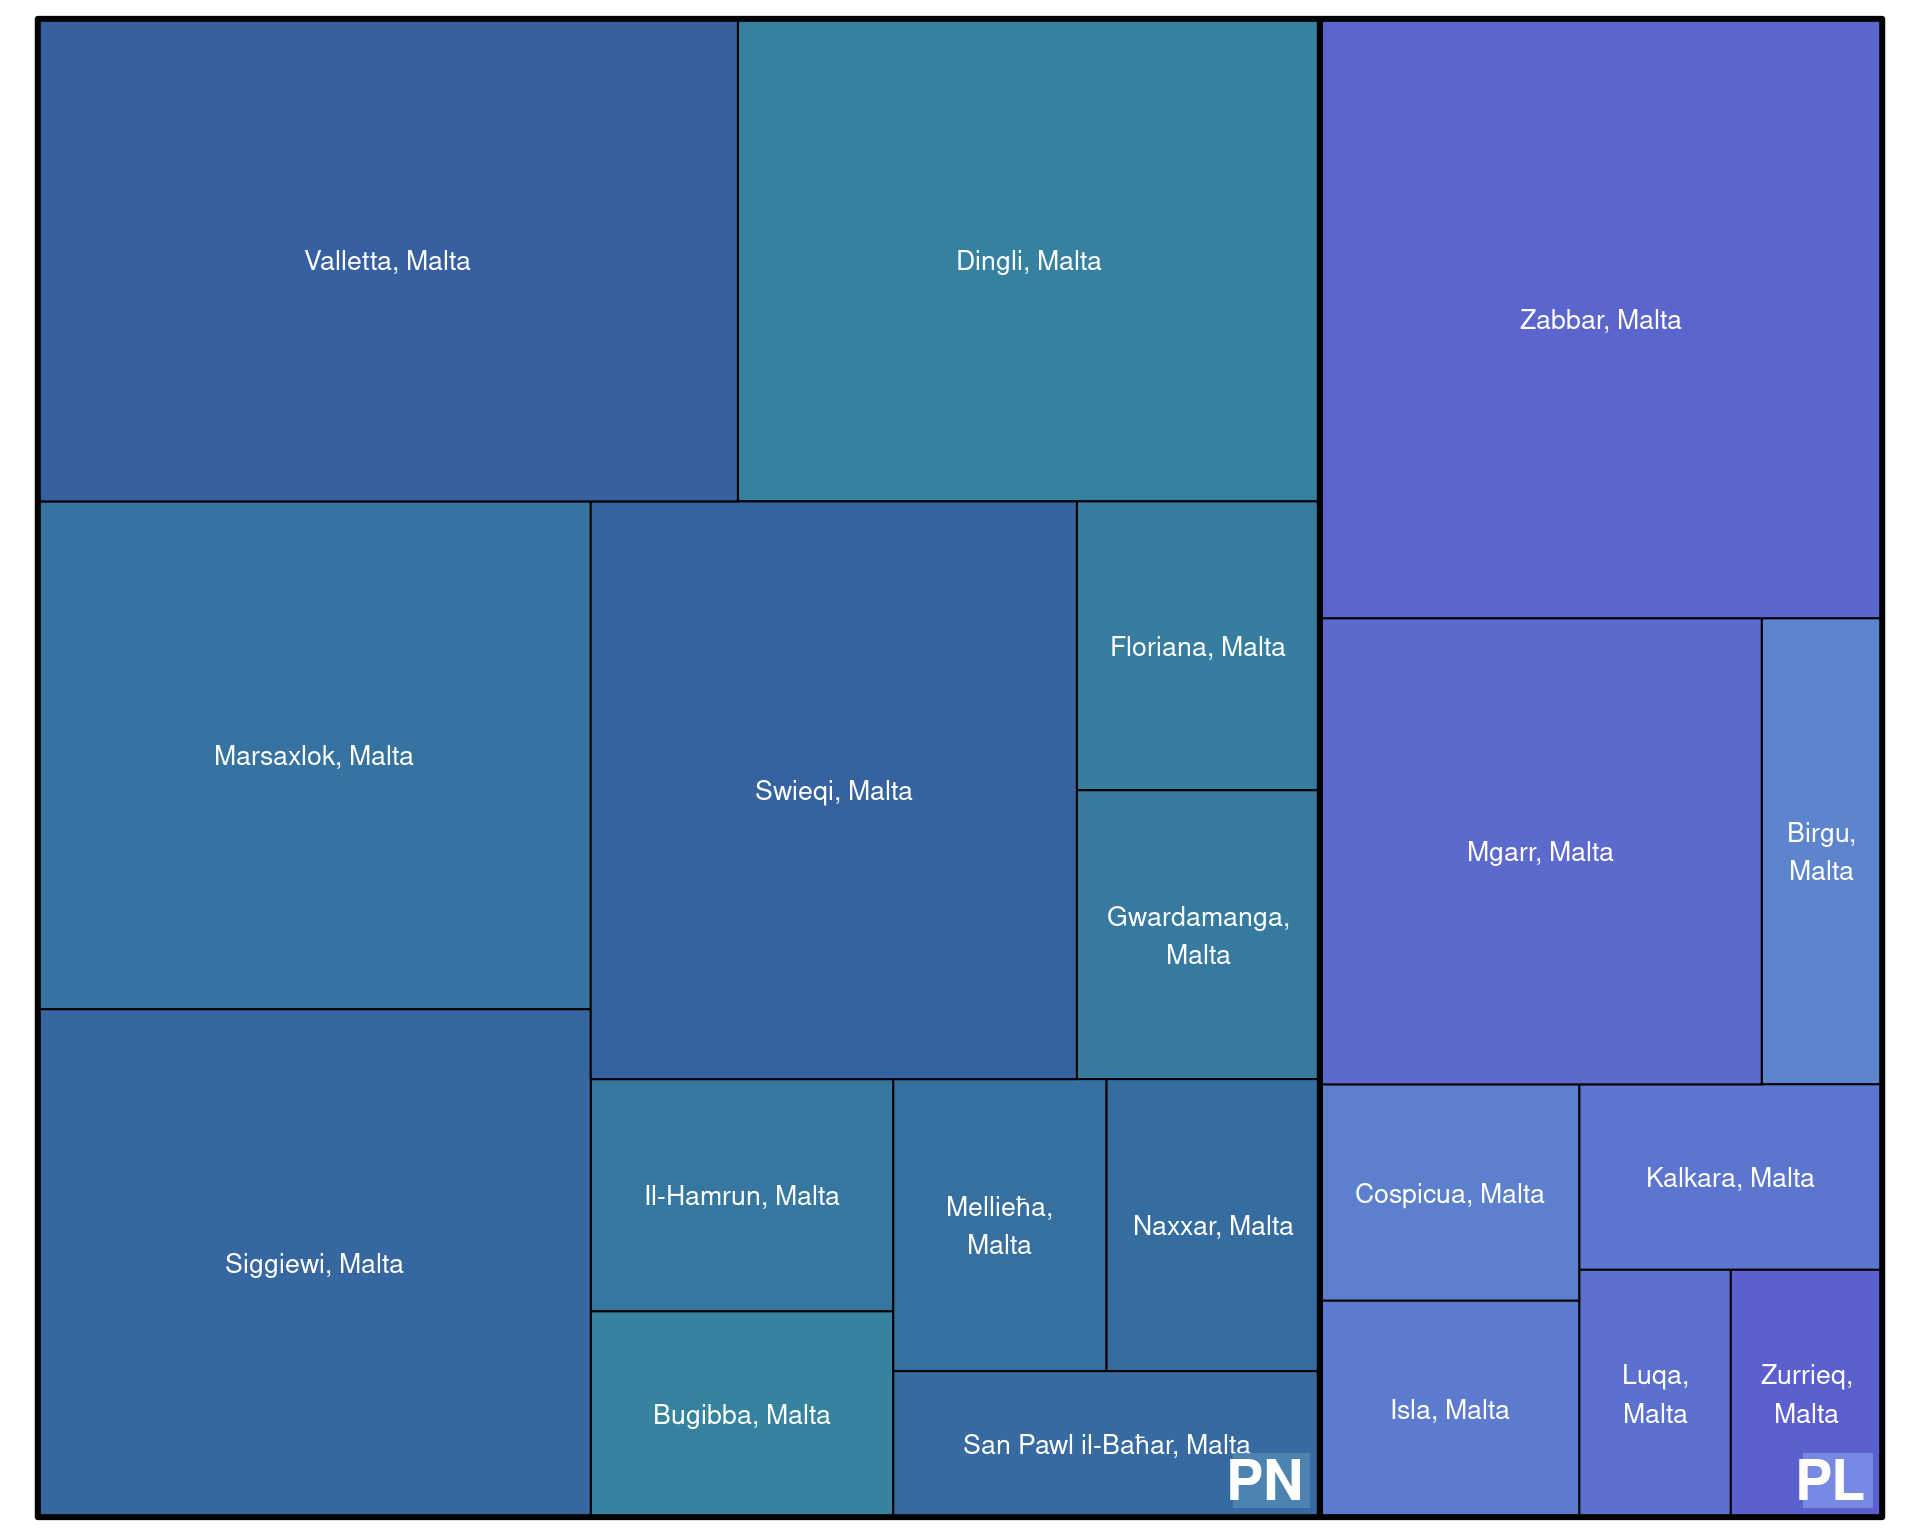 Valletta, Malta
Dingli, Malta
Zabbar, Malta
Marsaxlok, Malta
Swieqi, Malta
Floriana, Malta
Gwardamanga,
Malta
Mgarr, Malta
Birgu,
Malta
Siggiewi, Malta
Il-Hamrun, Malta
Bugibba, Malta
Mellieħa,
Malta
Naxxar, Malta
San Pawl il-Baħar, Malta
PN
Cospicua, Malta
Kalkara, Malta
Isla, Malta
Luqa,
Malta
Zurrieq,
Malta
PL